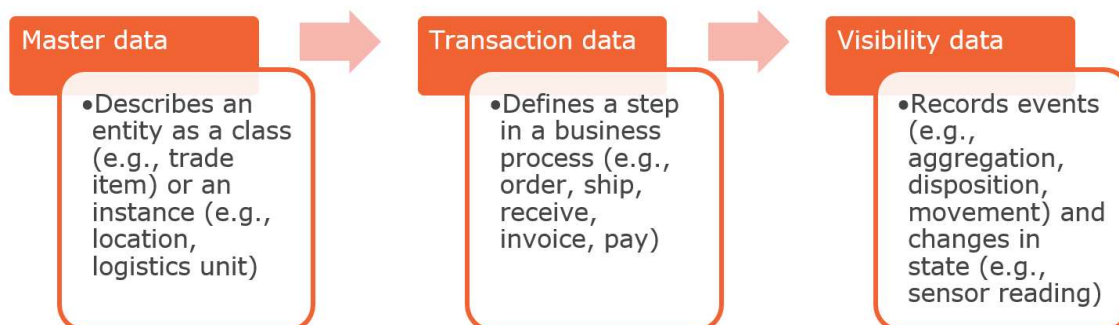 Master data
•Describes an
entity as a class
(e.g., trade
item) or an
instance (e.g.,
location,
logistics unit)
Transaction data
•Defines a step
in a business
process (e.g.,
order, ship,
receive,
invoice, pay)
Visibility data
•Records events
(e.g.,
aggregation,
disposition,
movement) and
changes in
state (e.g.,
sensor reading)